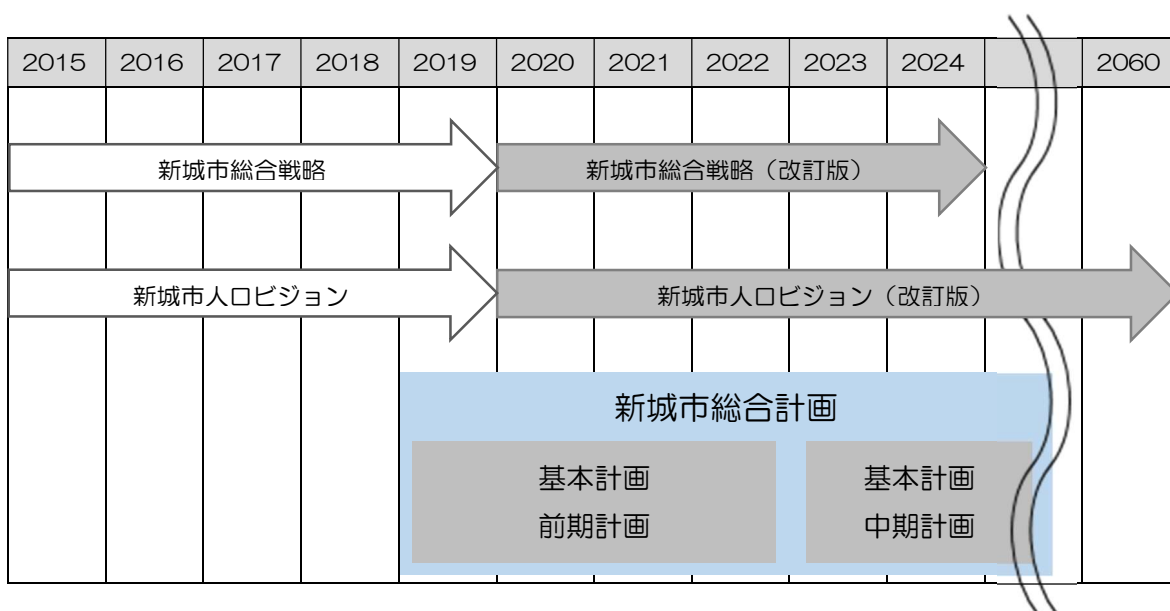 2015 2016 2017 2018 2019 2020 2021 2022 2023 2024 2060
新城市総合戦略 新城市総合戦略（改訂版）
新城市人口ビジョン 新城市人口ビジョン（改訂版）
新城市総合計画
基本計画
前期計画
基本計画
中期計画